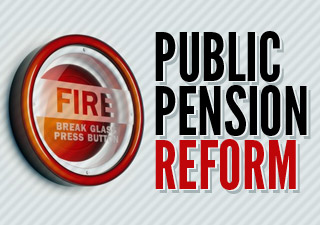 FIRE
BREAK GLASS
PRESS BUTTON
PUBLIC
PENSION
REFORM